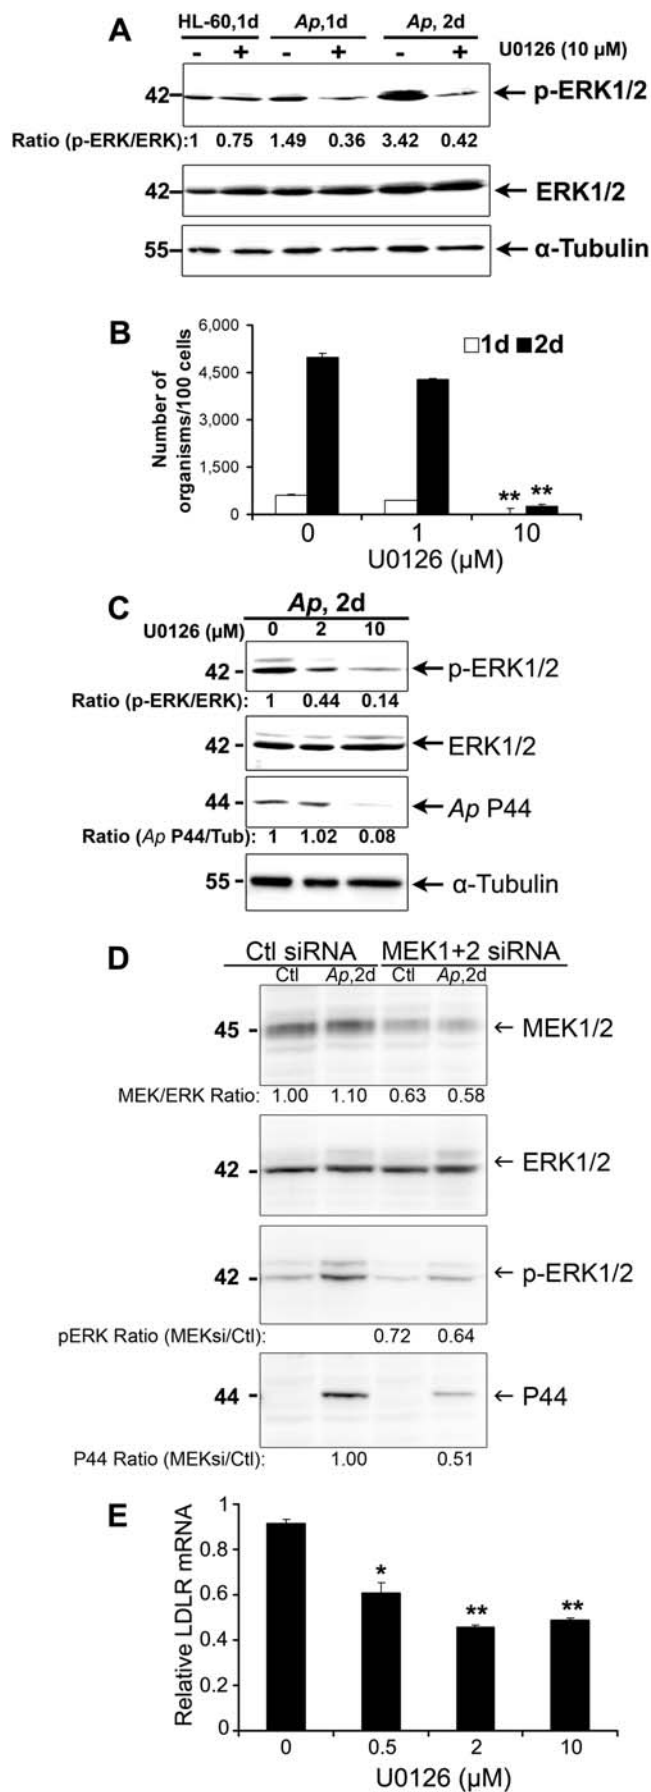 A
HL-60,1d Ap,1d Ap, 2d
- + - + - + U0126 (10 µM)
42 p-ERK1/2
Ratio (p-ERK/ERK):1 0.75 1.49 0.36 3.42 0.42
42 ERK1/2
55 α-Tubulin
B
Number of
organisms/100 cells
6,000
4,500
3,000
1,500
0
1d 2d
** **
0 1 10
U0126 (µM)
C
Ap, 2d
U0126 (µM) 0 2 10
42 - p-ERK1/2
Ratio (p-ERK/ERK): 1 0.44 0.14
42 - ERK1/2
44 - Ap P44
Ratio (Ap P44/Tub): 1 1.02 0.08
55 - α-Tubulin
D
Ctl siRNA MEK1+2 siRNA
Ctl Ap,2d Ctl Ap,2d
45 - MEK1/2
MEK/ERK Ratio: 1.00 1.10 0.63 0.58
42 - ERK1/2
42 - p-ERK1/2
pERK Ratio (MEKsi/Ctl): 0.72 0.64
44 - P44
P44 Ratio (MEKsi/Ctl): 1.00 0.51
E
Relative LDLR mRNA
1
0.8
0.6
0.4
0.2
0
* ** **
0 0.5 2 10
U0126 (µM)